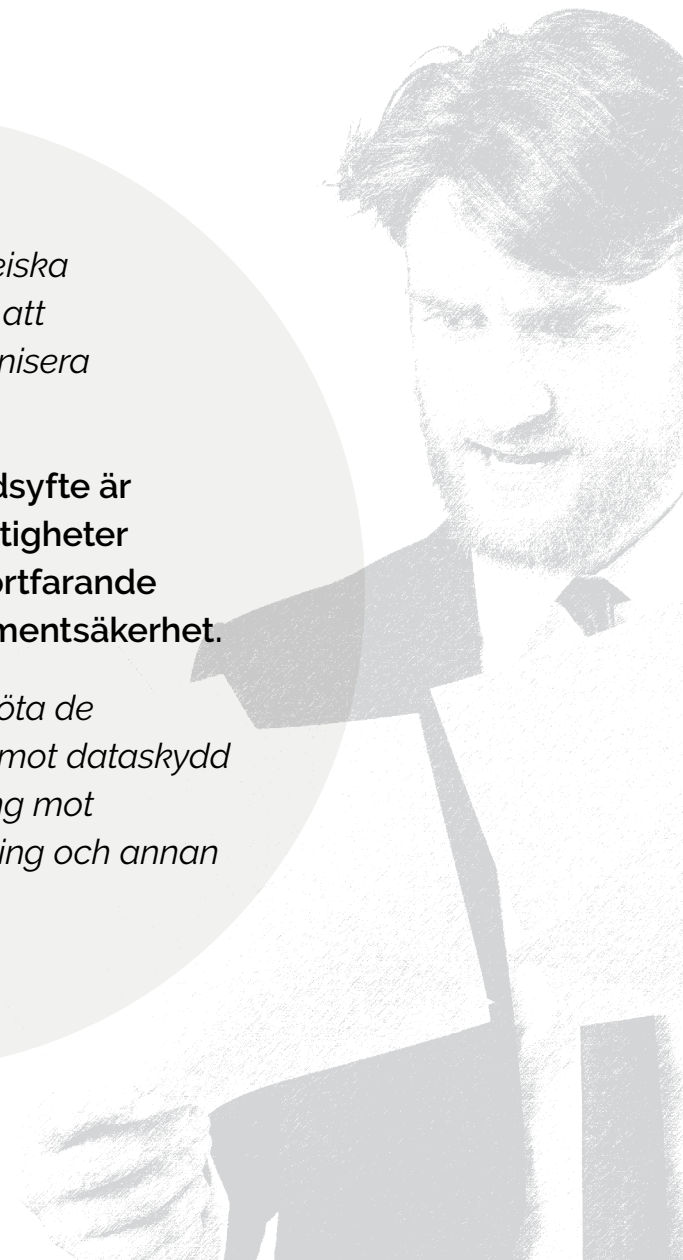 eiska
att
nisera
dsyfte är
tigheter
ortfarande
mentsäkerhet.
öta de
mot dataskydd
ng mot
ing och annan